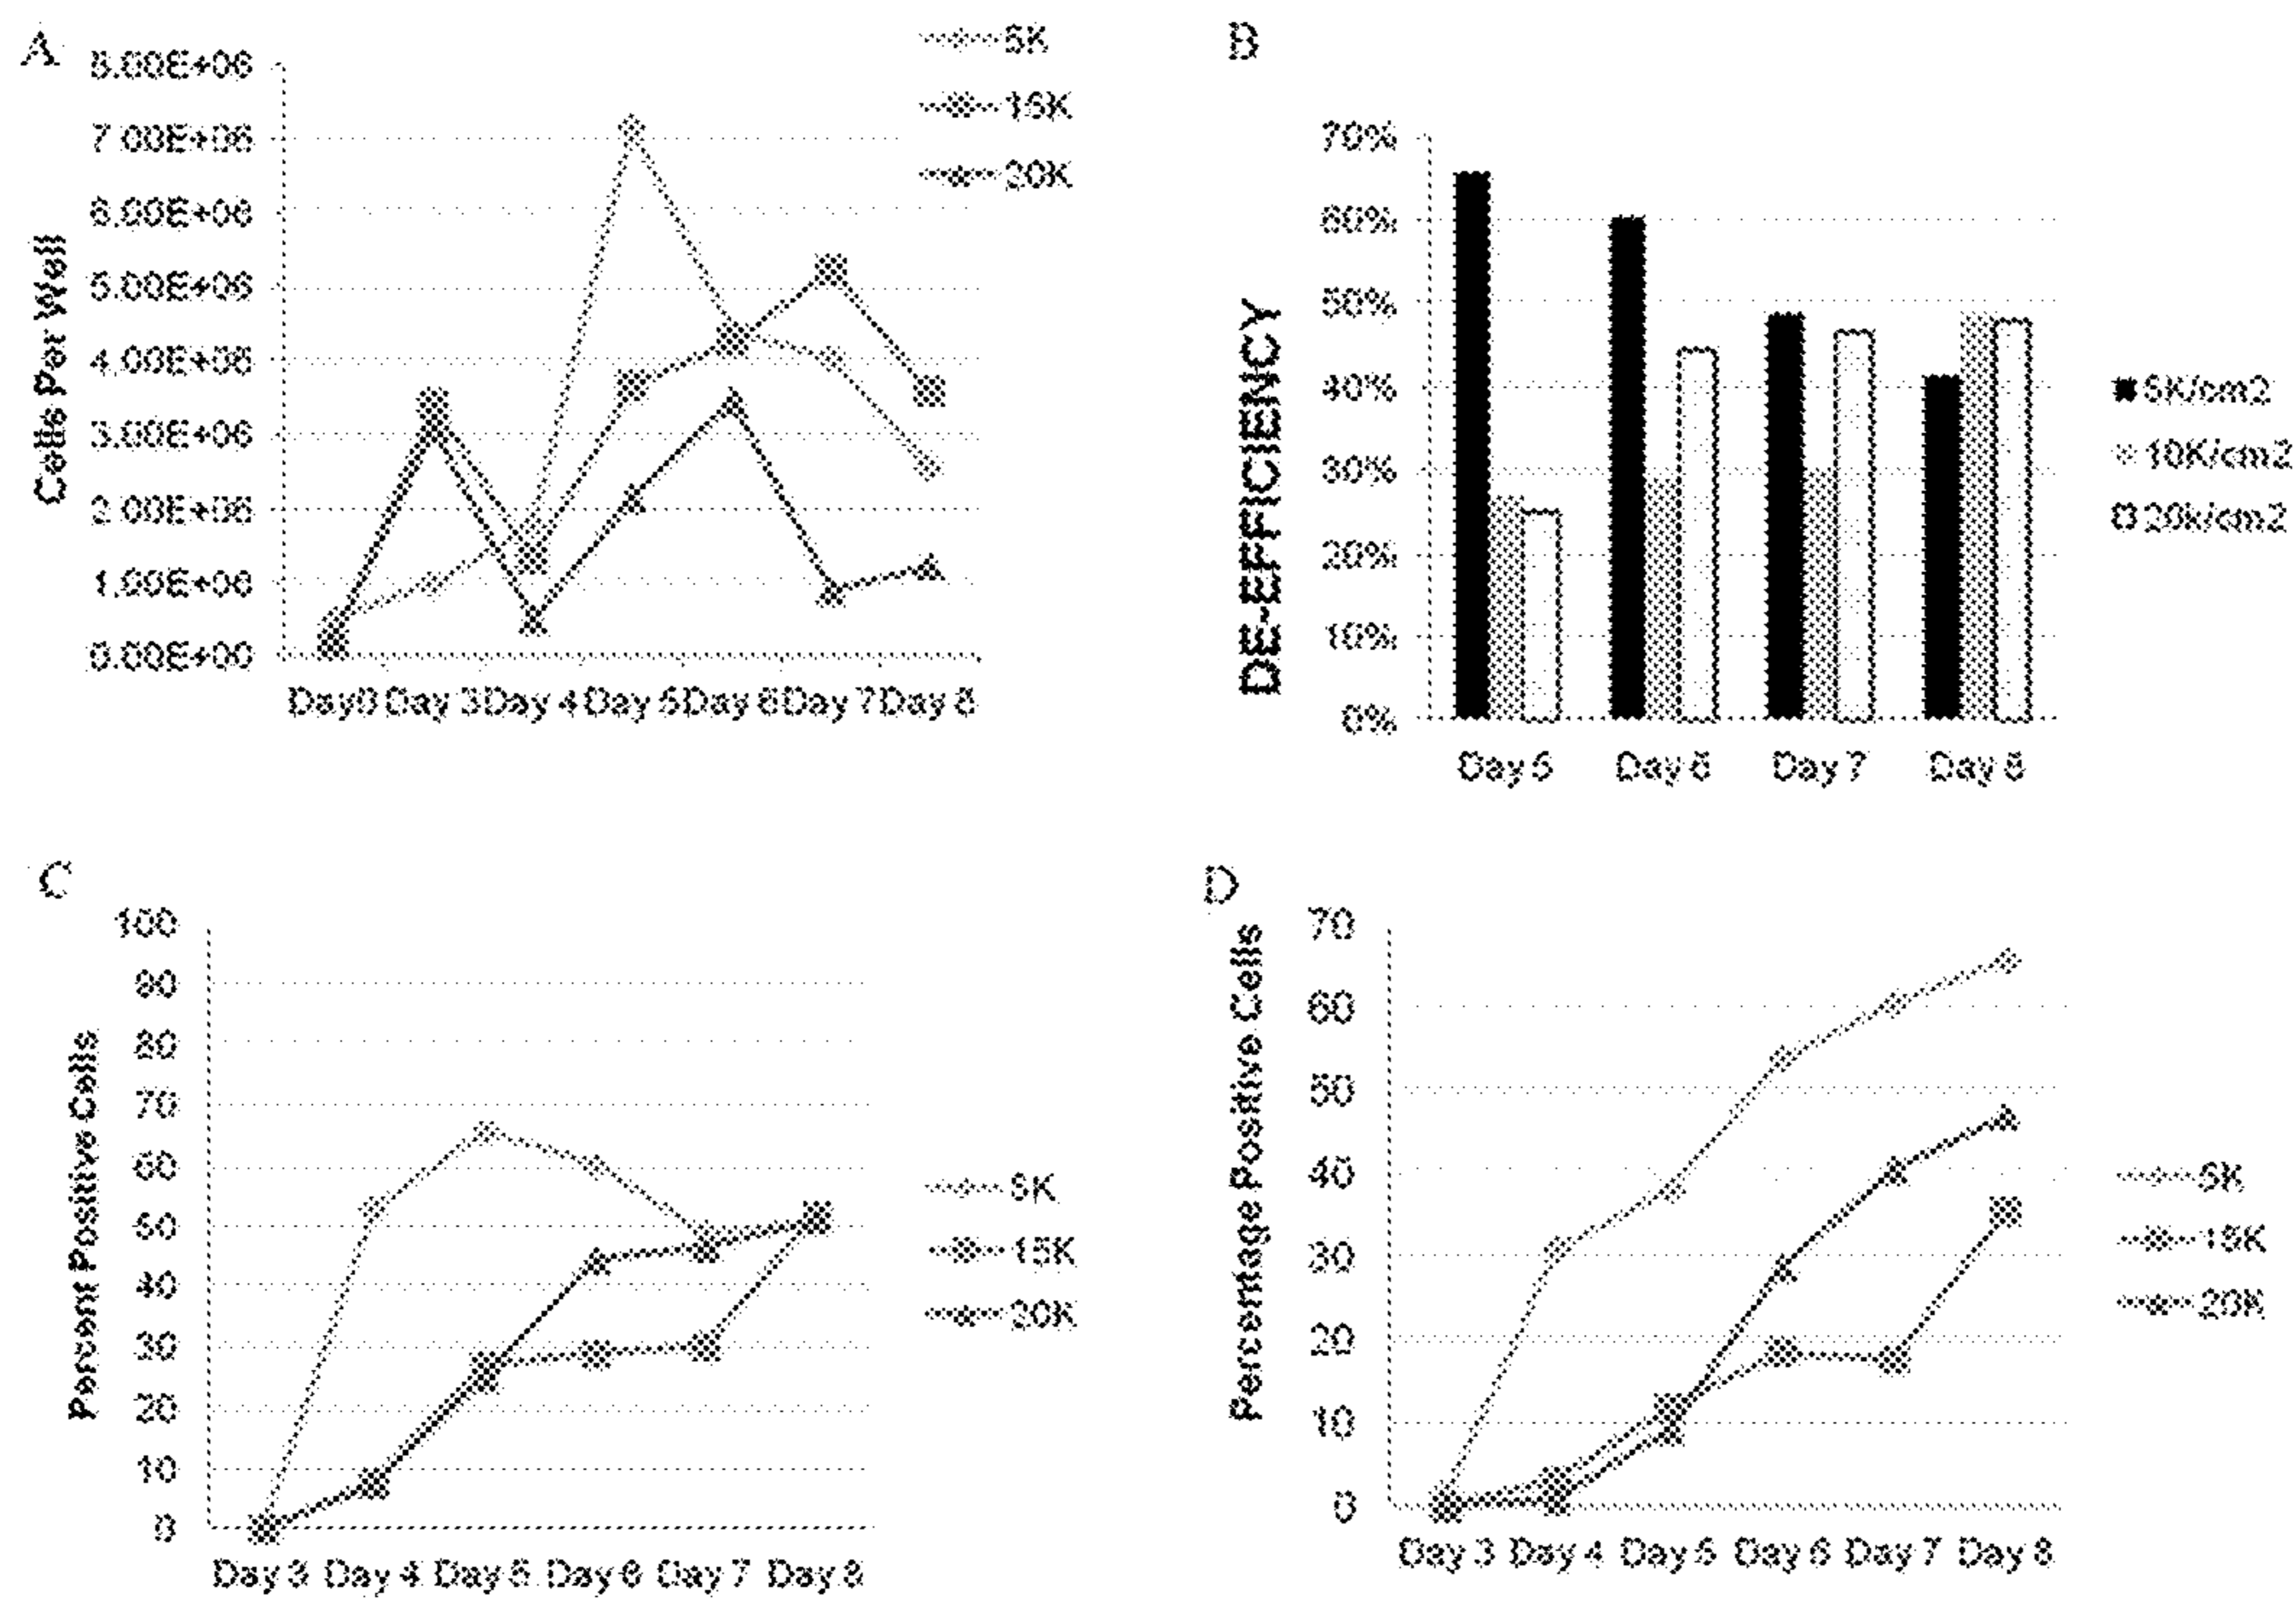 A
8.00E+06
7.00E+06
6.00E+06
5.00E+06
4.00E+06
3.00E+06
2.00E+06
1.00E+06
0.00E+00
Cells Per Well
Day0 Day 3 Day 4 Day 5 Day 6 Day 7 Day 8
5K
15K
20K
B
70%
60%
50%
40%
30%
20%
10%
0%
DE-EFFICIENCY
Day 5 Day 6 Day 7 Day 8
5K/cm2
10K/cm2
20k/cm2
C
100
90
80
70
60
50
40
30
20
10
0
Percent Positive Cells
Day 3 Day 4 Day 5 Day 6 Day 7 Day 8
5K
15K
20K
D
70
60
50
40
30
20
10
0
Percentage Positive Cells
Day 3 Day 4 Day 5 Day 6 Day 7 Day 8
5K
15K
20K